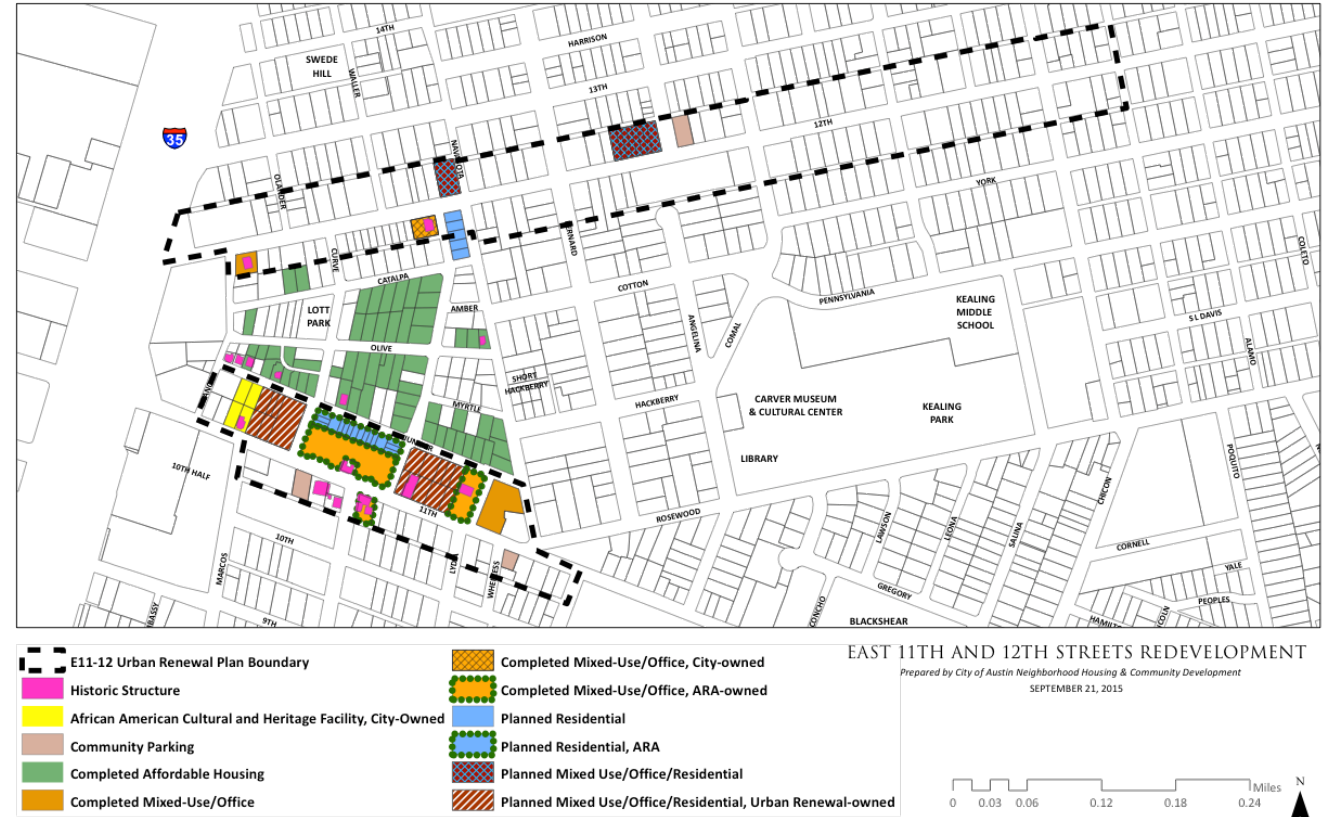 14TH
HARRISON
SWEDE
HILL
WALLER
13TH
12TH
35
NAVASOTA
OLANDER
YORK
CURVE
COLETO
CATALPA
COTTON
PENNSYLVANIA
LOTT
PARK
AMBER
KEALING
MIDDLE
SCHOOL
S L DAVIS
ANGELINA
COMAL
OLIVE
ALAMO
SHORT
HACKBERRY
MYRTLE
HACKBERRY
CARVER MUSEUM
& CULTURAL CENTER
KEALING
PARK
LIBRARY
10TH HALF
POQUITO
CHICON
11TH
ROSEWOOD
LAWSON
LEONA
SALINA
10TH
CORNELL
MARCOS
LYDIA
YALE
GREGORY
PEOPLES
9TH
CONCHO
BLACKSHEAR
E11-12 Urban Renewal Plan Boundary
Historic Structure
African American Cultural and Heritage Facility, City-Owned
Community Parking
Completed Affordable Housing
Completed Mixed-Use/Office
Completed Mixed-Use/Office, City-owned
Completed Mixed-Use/Office, ARA-owned
Planned Residential
Planned Residential, ARA
Planned Mixed Use/Office/Residential
Planned Mixed Use/Office/Residential, Urban Renewal-owned
EAST 11TH AND 12TH STREETS REDEVELOPMENT
Prepared by City of Austin Neighborhood Housing & Community Development
SEPTEMBER 21, 2015
Miles
0 0.03 0.06 0.12 0.18 0.24
N